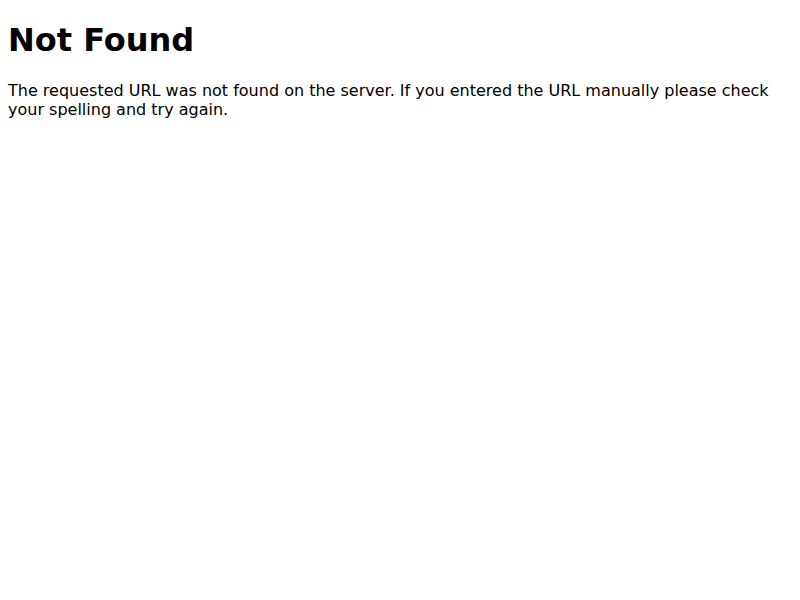 Not Found
The requested URL was not found on the server. If you entered the URL manually please check
your spelling and try again.